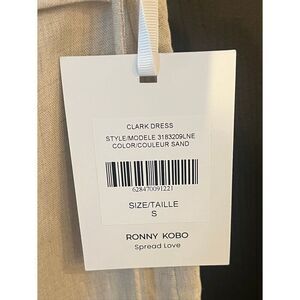 CLARK DRESS
STYLE/MODELE 3183209LNE
COLOR/COULEUR SAND
628470091221
SIZE/TAILLE
S
RONNY KOBO
Spread Love